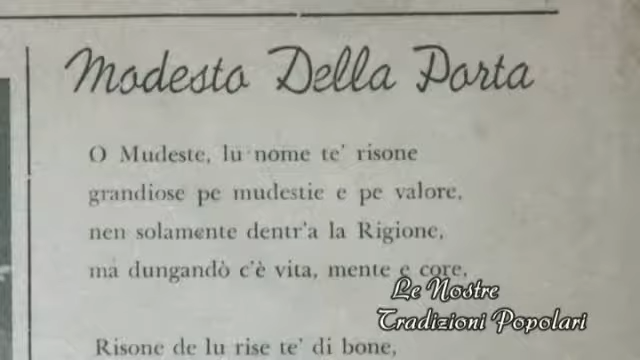 Modesto Della Porta
O Mudeste, lu nome te' risone
grandiose pe mudestie e pe valore,
nen solamente dentr'a la Rigione,
ma dungandò c'è vita, mente e core.
Le Nostre
Tradizioni Popolari
Risone de lu rise te' di bone,